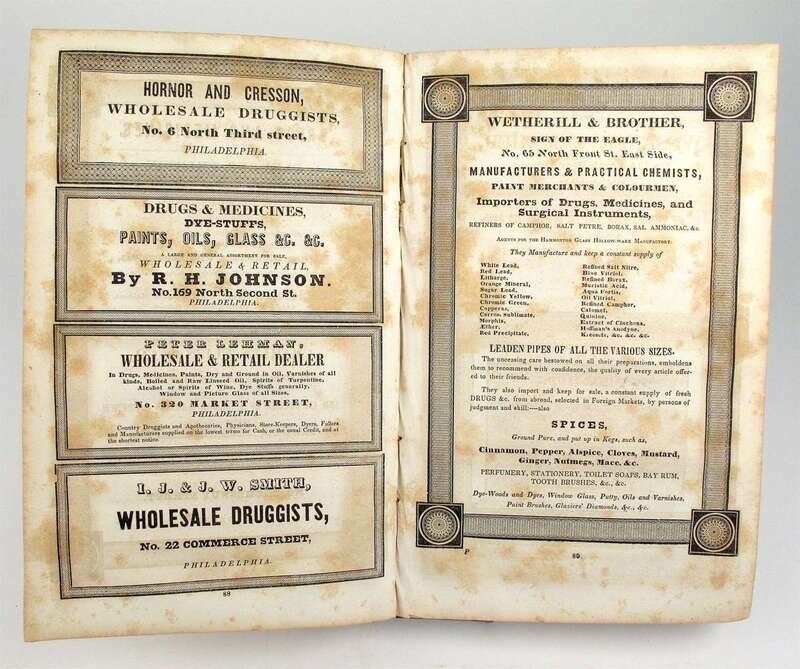 HORNOR AND CRESSON,
WHOLESALE DRUGGISTS,
No. 6 North Third street,
PHILADELPHIA.
DRUGS & MEDICINES,
DYE-STUFFS,
PAINTS, OILS, GLASS &C. &C.
A LARGE AND GENERAL ASSORTMENT FOR SALE,
WHOLESALE & RETAIL,
By R. H. JOHNSON.
No. 169 North Second St.
PHILADELPHIA.
PETER LEHMAN,
WHOLESALE & RETAIL DEALER
In Drugs, Medicines, Paints, Dry and Ground in Oil, Varnishes of all
kinds, Boiled and Raw Linseed Oil, Spirits of Turpentine,
Alcohol or Spirits of Wine, Dye Stuffs generally,
Window and Picture Glass of all Sizes.
No. 320 MARKET STREET,
PHILADELPHIA.
Country Druggists and Apothecaries, Physicians, Store-Keepers, Dyers, Fullers
and Manufacturers supplied on the lowest terms for Cash, or the usual Credit, and at
the shortest notice.
I. J. & J. W. SMITH,
WHOLESALE DRUGGISTS,
No. 22 COMMERCE STREET,
PHILADELPHIA.
88
WETHERILL & BROTHER,
SIGN OF THE EAGLE,
No. 65 North Front St. East Side,
MANUFACTURERS & PRACTICAL CHEMISTS,
PAINT MERCHANTS & COLOURMEN,
Importers of Drugs, Medicines, and
Surgical Instruments,
REFINERS OF CAMPHOR, SALT PETRE, BORAX, SAL AMMONIAC, &c.
AGENTS FOR THE HARMONTON GLASS HOLLOW-WARE MANUFACTORY.
They Manufacture and keep a constant supply of
White Lead,
Red Lead,
Litharge,
Orange Mineral,
Sugar Lead,
Chromic Yellow,
Chromic Green,
Copperas,
Corros. Sublimate,
Morphia,
Æther,
Red Precipitate,
Refined Salt Nitre,
Blue Vitriol,
Refined Borax,
Muriatic Acid,
Aqua Fortis,
Oil Vitriol,
Refined Camphor,
Calomel,
Quinine,
Extract of Cinchona,
Hoffman's Anodyne,
Kreosote, &c. &c. &c.
LEADEN PIPES OF ALL THE VARIOUS SIZES.
The unceasing care bestowed on all their preparations, emboldens
them to recommend with confidence, the quality of every article offer-
ed to their friends.
They also import and keep for sale, a constant supply of fresh
DRUGS &c. from abroad, selected in Foreign Markets, by persons of
judgment and skill:—also
SPICES,
Ground Pure, and put up in Kegs, such as,
Cinnamon, Pepper, Alspice, Cloves, Mustard,
Ginger, Nutmegs, Mace, &c.
PERFUMERY, STATIONERY, TOILET SOAPS, BAY RUM,
TOOTH BRUSHES, &c., &c.
Dye-Woods and Dyes, Window Glass, Putty, Oils and Varnishes,
Paint Brushes, Glaziers' Diamonds, &c., &c.
P
89